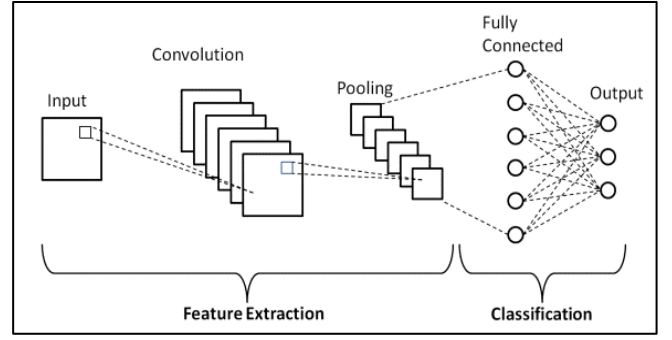 Input
Convolution
Pooling
Fully
Connected
Output
Feature Extraction
Classification